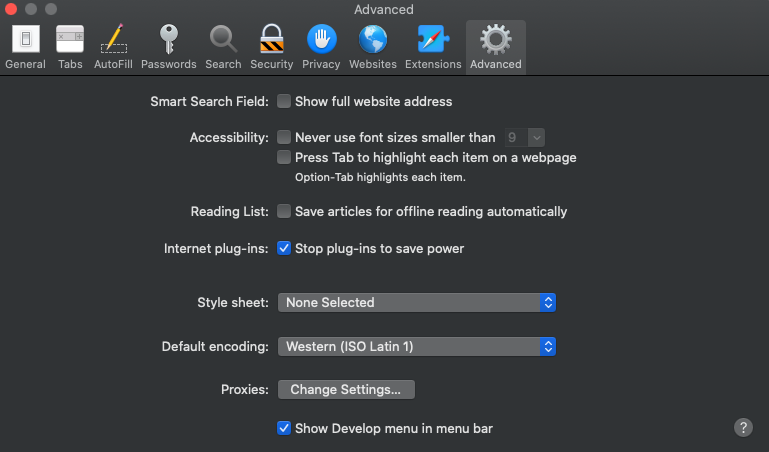 Advanced
General Tabs AutoFill Passwords Search Security Privacy Websites Extensions Advanced
Smart Search Field: Show full website address
Accessibility: Never use font sizes smaller than 9
Press Tab to highlight each item on a webpage
Option-Tab highlights each item.
Reading List: Save articles for offline reading automatically
Internet plug-ins: Stop plug-ins to save power
Style sheet: None Selected
Default encoding: Western (ISO Latin 1)
Proxies: Change Settings...
Show Develop menu in menu bar ?